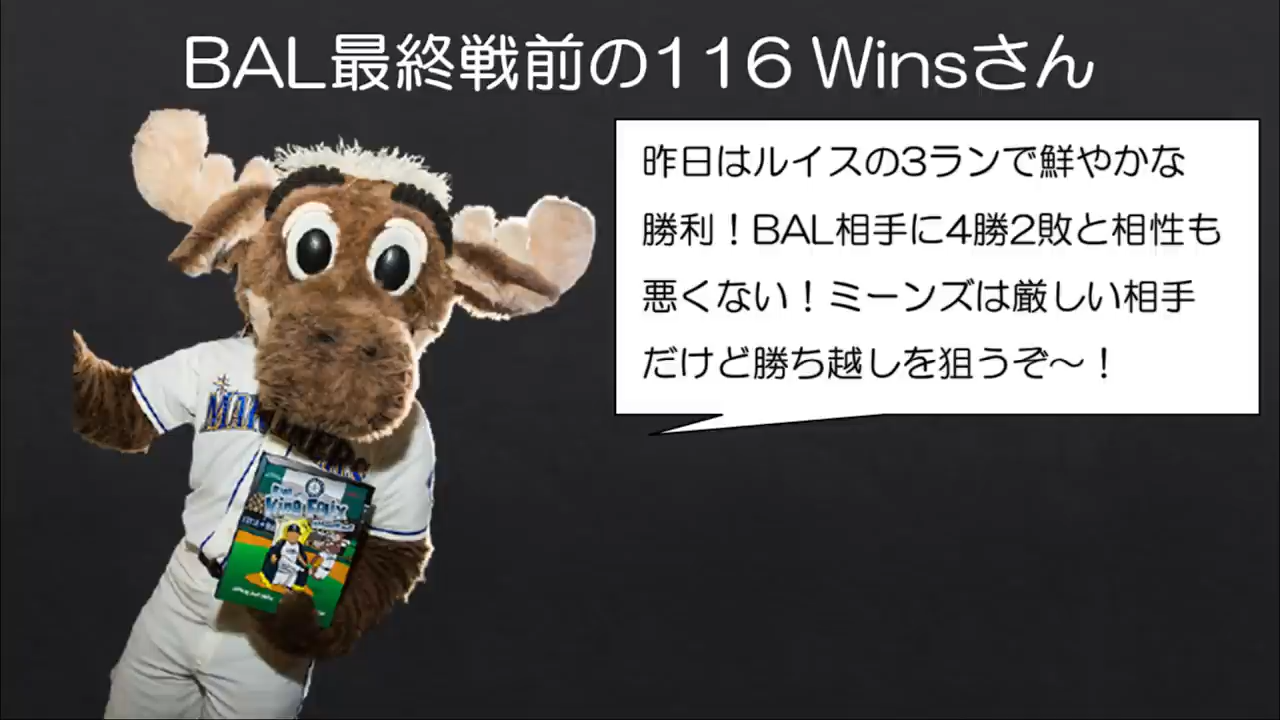 BAL最終戦前の116 Winsさん
昨日はルイスの3ランで鮮やかな
勝利！BAL相手に4勝2敗と相性も
悪くない！ミーンズは厳しい相手
だけど勝ち越しを狙うぞ～！
King Felix